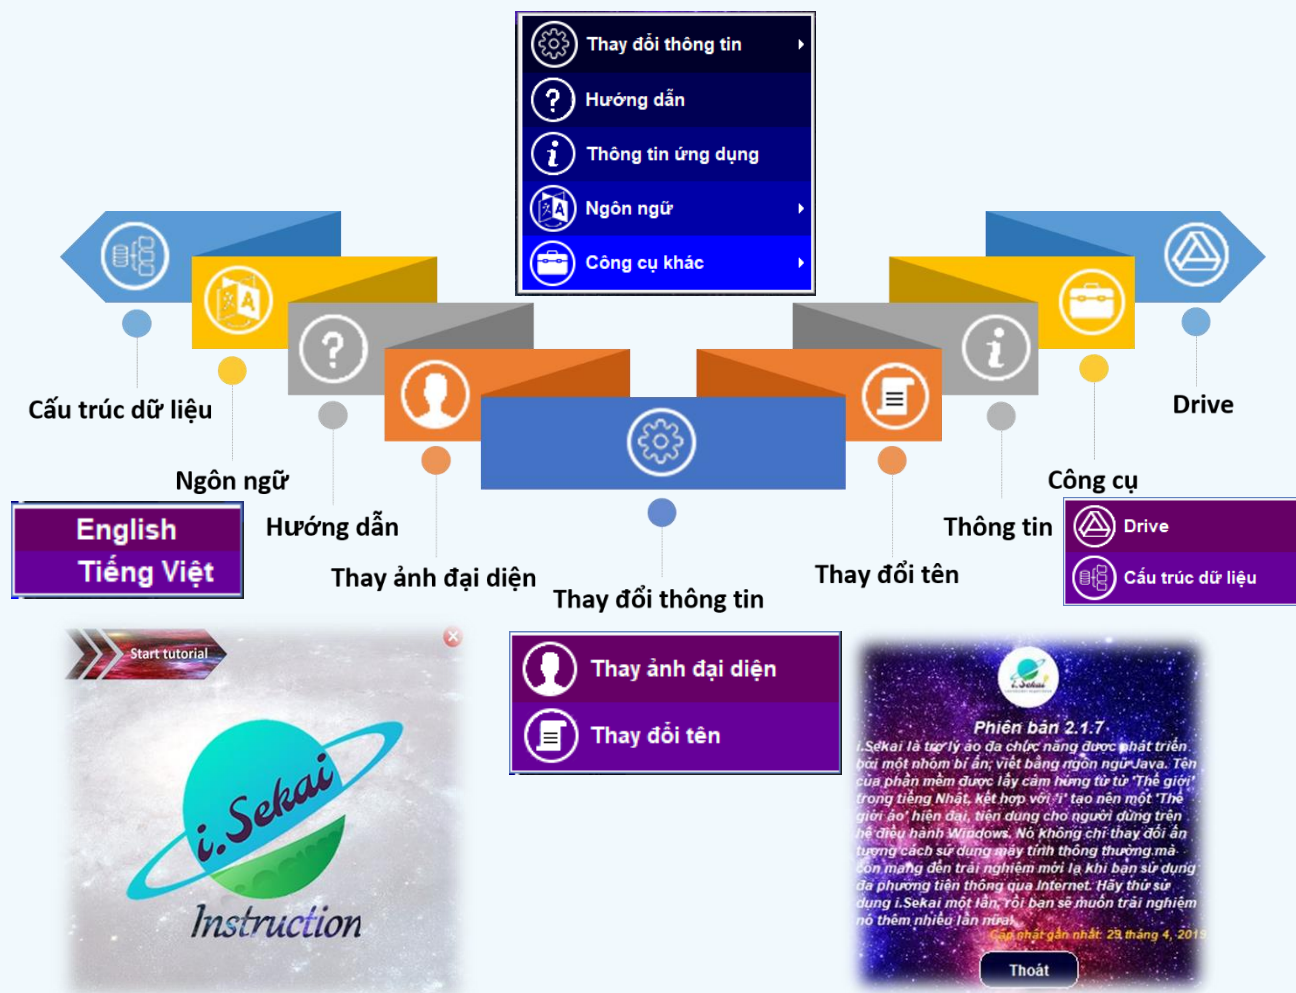 Thay đổi thông tin
Hướng dẫn
Thông tin ứng dụng
Ngôn ngữ
Công cụ khác
Cấu trúc dữ liệu
Drive
Ngôn ngữ
Công cụ
English
Tiếng Việt
Hướng dẫn
Thông tin
Drive
Cấu trúc dữ liệu
Thay ảnh đại diện
Thay đổi tên
Thay đổi thông tin
Start tutorial
i.Sekai
Instruction
Thay ảnh đại diện
Thay đổi tên
i.Sekai
Phiên bản 2.1.7
i.Sekai là trợ lý ảo đa chức năng được phát triển
bởi một nhóm bí ẩn, viết bằng ngôn ngữ Java. Tên
của phần mềm được lấy cảm hứng từ từ 'Thế giới'
trong tiếng Nhật, kết hợp với 'i' tạo nên một 'Thế
giới ảo' hiện đại, tiện dụng cho người dùng trên
hệ điều hành Windows. Nó không chỉ thay đổi ấn
tượng cách sử dụng máy tính thông thường mà
còn mang đến trải nghiệm mới lạ khi bạn sử dụng
đa phương tiện thông qua Internet. Hãy thử sử
dụng i.Sekai một lần, rồi bạn sẽ muốn trải nghiệm
nó thêm nhiều lần nữa!
Cập nhật gần nhất: 29 tháng 4, 2019
Thoát